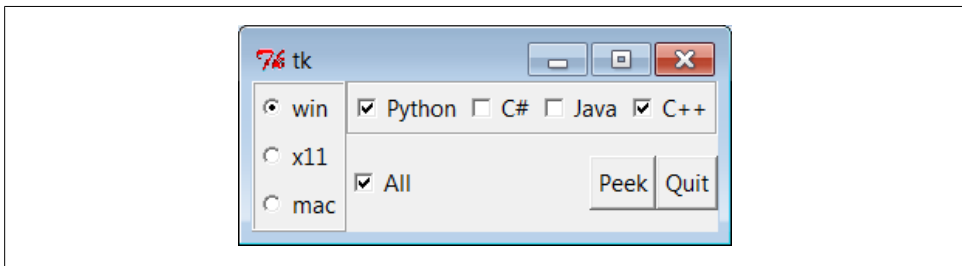 tk
win
Python C# Java C++
x11
All Peek Quit
mac